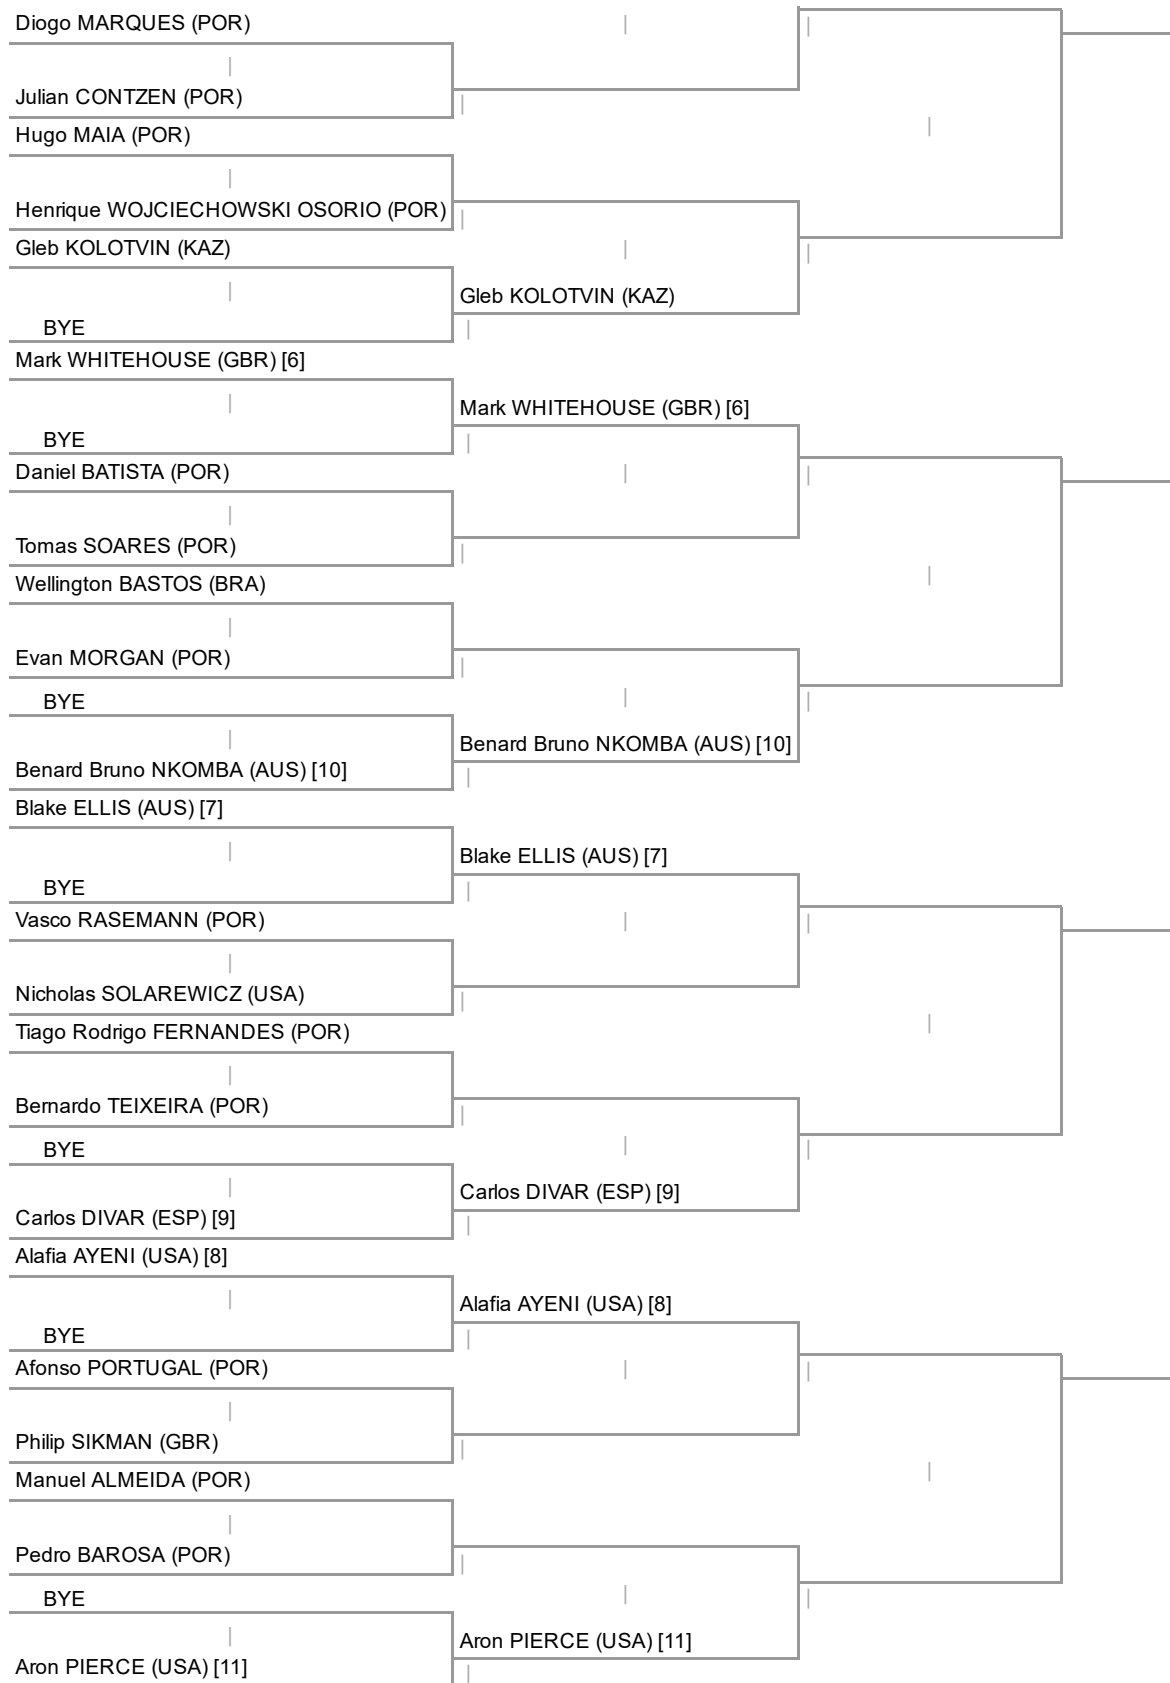 Diogo MARQUES (POR)
Julian CONTZEN (POR)
Hugo MAIA (POR)
Henrique WOJCIECHOWSKI OSORIO (POR)
Gleb KOLOTVIN (KAZ)
Gleb KOLOTVIN (KAZ)
BYE
Mark WHITEHOUSE (GBR) [6]
Mark WHITEHOUSE (GBR) [6]
BYE
Daniel BATISTA (POR)
Tomas SOARES (POR)
Wellington BASTOS (BRA)
Evan MORGAN (POR)
BYE
Benard Bruno NKOMBA (AUS) [10]
Benard Bruno NKOMBA (AUS) [10]
Blake ELLIS (AUS) [7]
Blake ELLIS (AUS) [7]
BYE
Vasco RASEMANN (POR)
Nicholas SOLAREWICZ (USA)
Tiago Rodrigo FERNANDES (POR)
Bernardo TEIXEIRA (POR)
BYE
Carlos DIVAR (ESP) [9]
Carlos DIVAR (ESP) [9]
Alafia AYENI (USA) [8]
Alafia AYENI (USA) [8]
BYE
Afonso PORTUGAL (POR)
Philip SIKMAN (GBR)
Manuel ALMEIDA (POR)
Pedro BAROSA (POR)
BYE
Aron PIERCE (USA) [11]
Aron PIERCE (USA) [11]